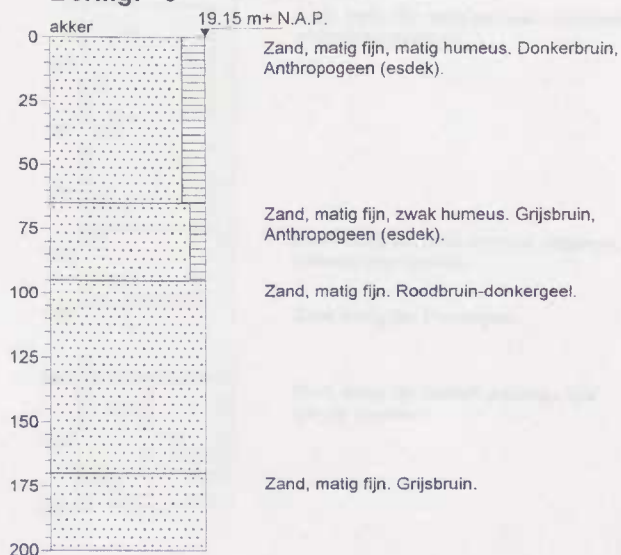 19.15 m+ N.A.P.
akker
0
Zand, matig fijn, matig humeus. Donkerbruin,
Anthropogeen (esdek).
25
50
75
Zand, matig fijn, zwak humeus. Grijsbruin,
Anthropogeen (esdek).
100
Zand, matig fijn. Roodbruin-donkergeel.
125
150
175
Zand, matig fijn. Grijsbruin.
200